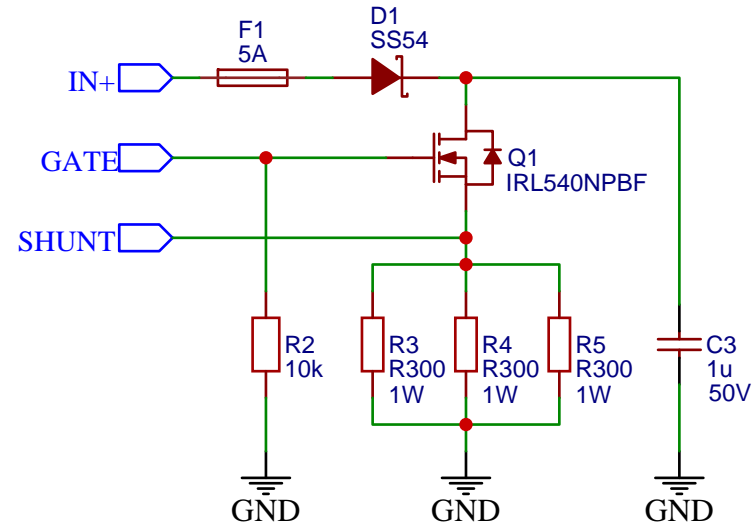 F1
5A
D1
SS54
IN+
GATE
Q1
IRL540NPBF
SHUNT
R2
10k
R3
R300
1W
R4
R300
1W
R5
R300
1W
C3
1u
50V
GND
GND
GND